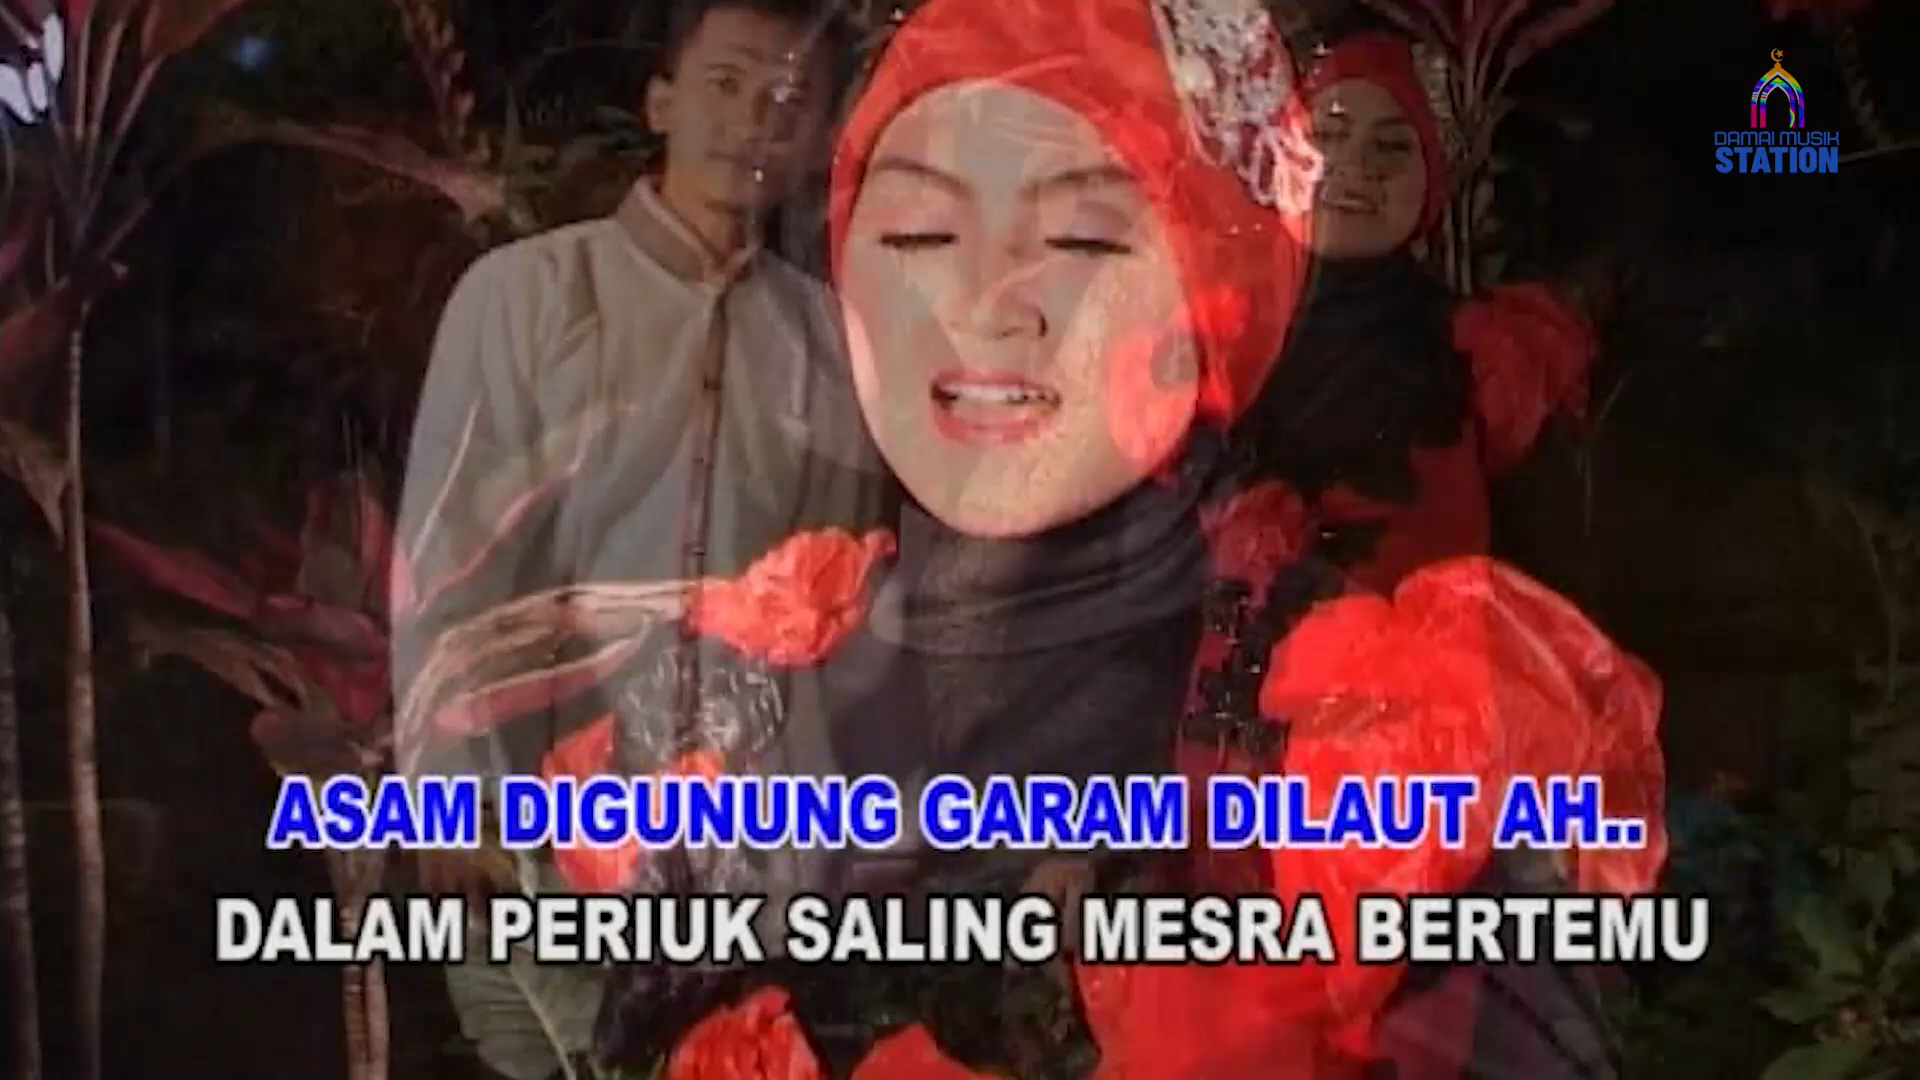 DAMAI MUSIK
STATION
ASAM DIGUNUNG GARAM DILAUT AH..
DALAM PERIUK SALING MESRA BERTEMU